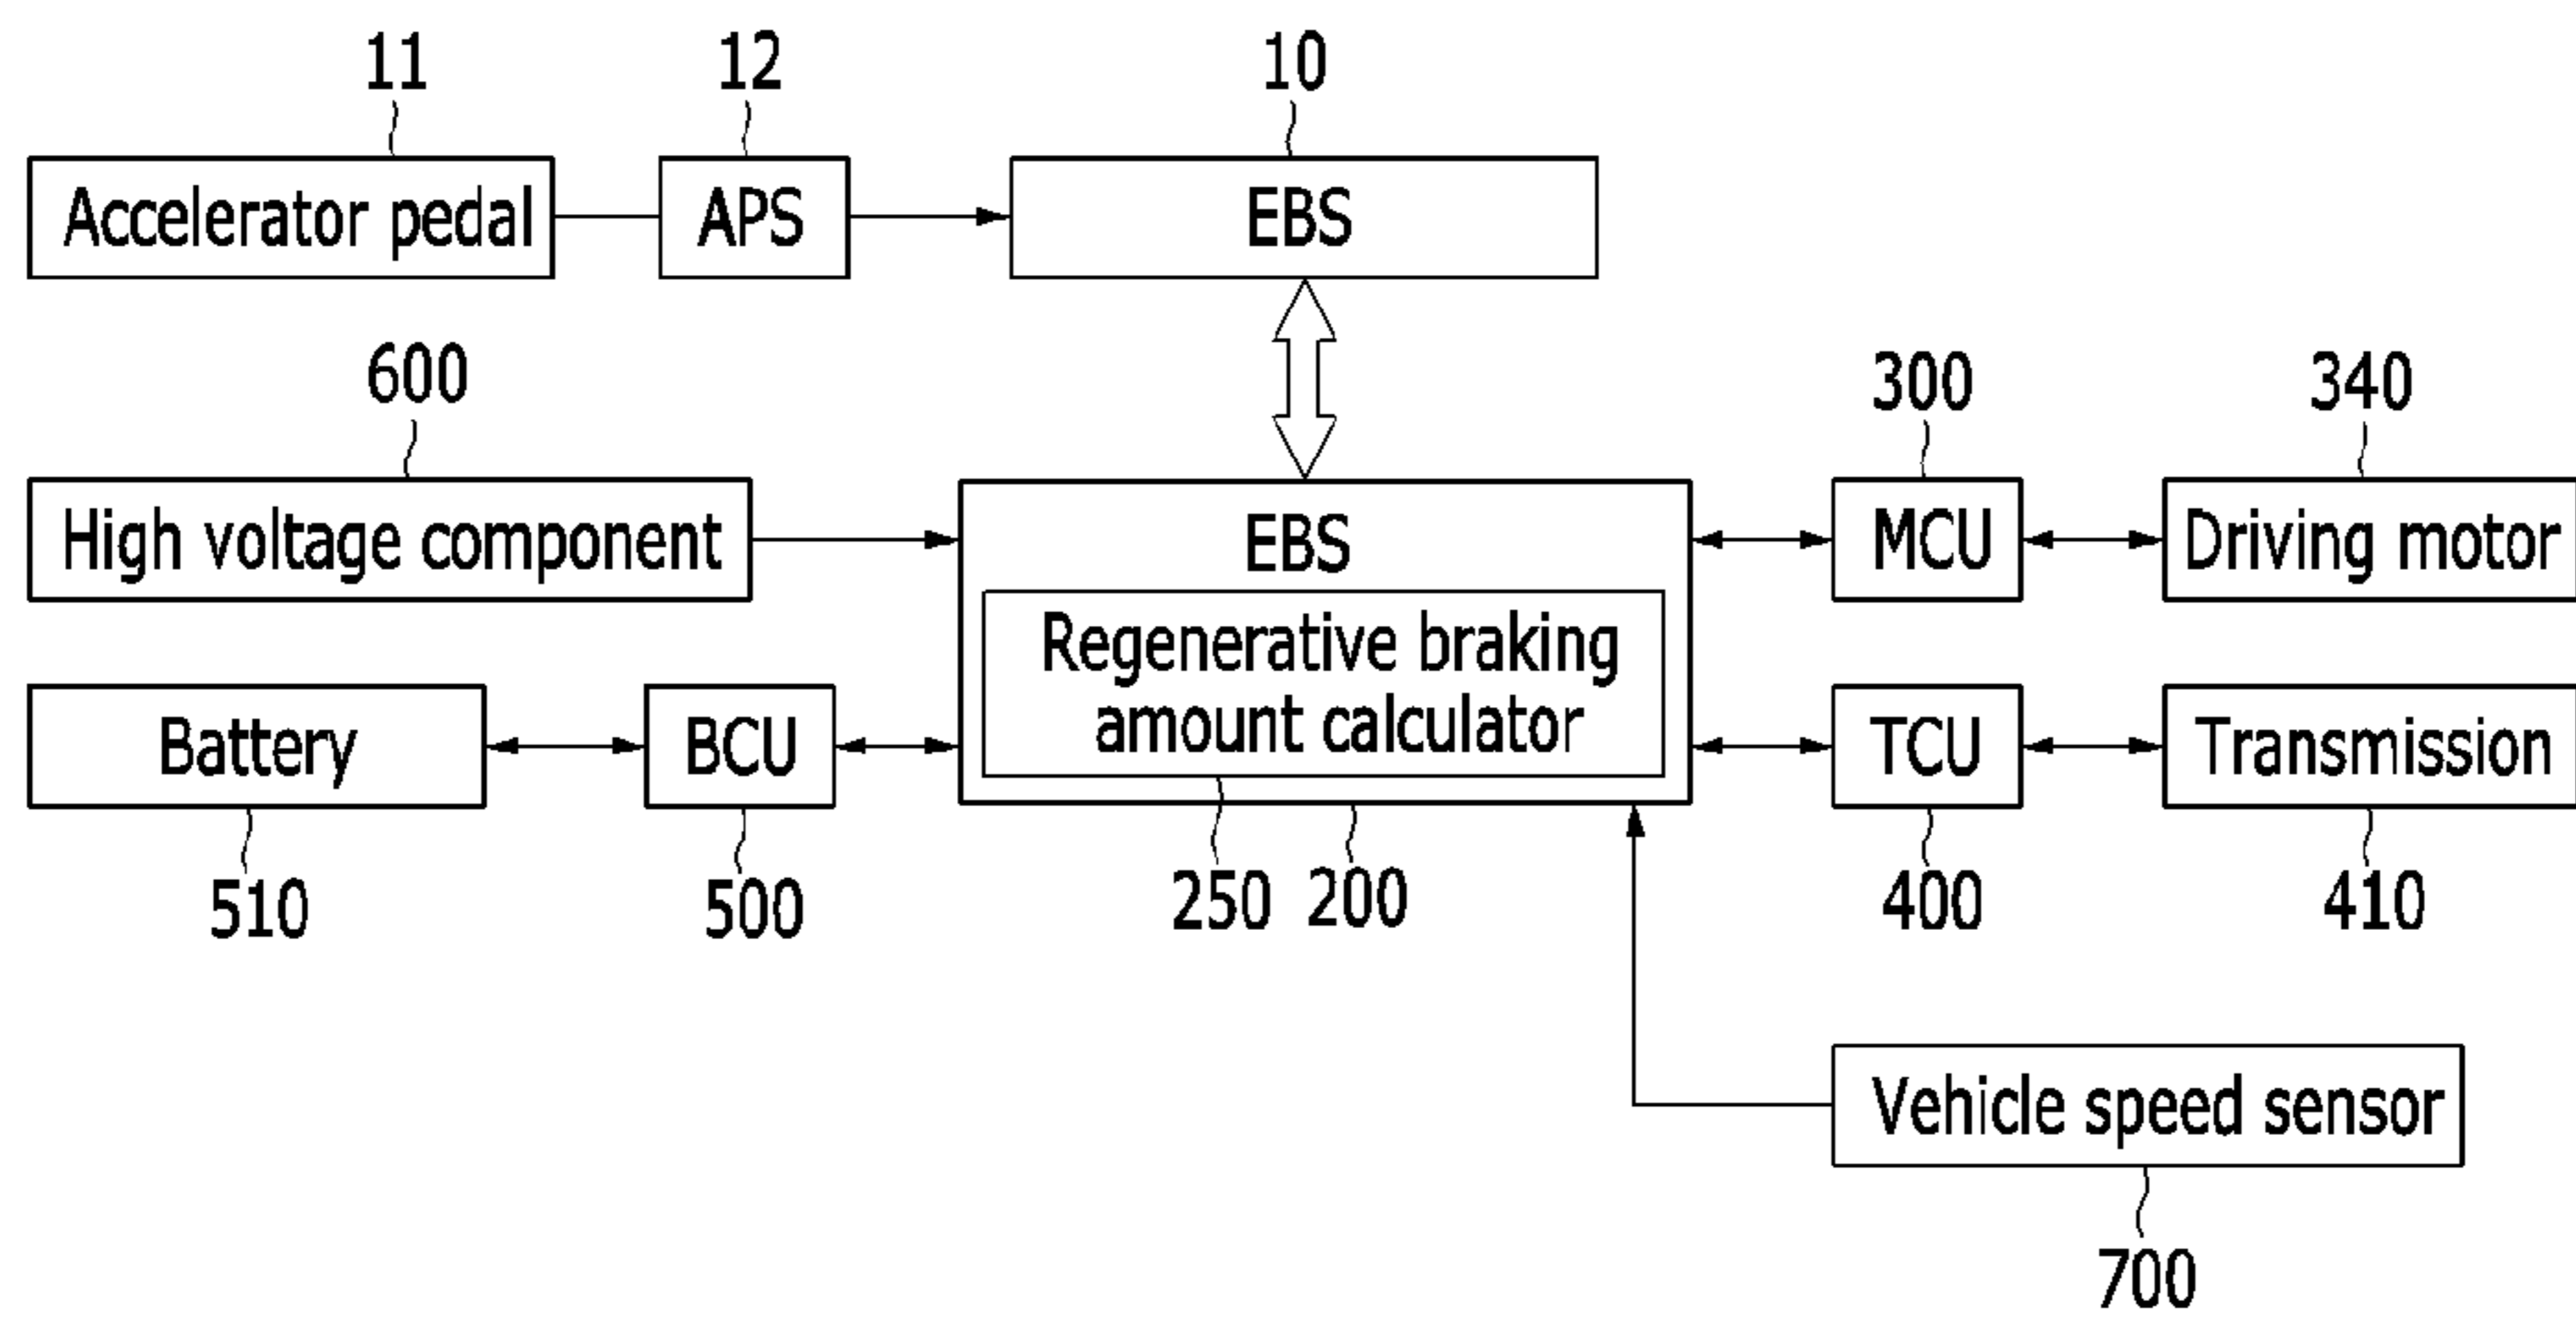 11
12
10
Accelerator pedal
APS
EBS
600
300
340
High voltage component
EBS
MCU
Driving motor
Regenerative braking
amount calculator
Battery
BCU
TCU
Transmission
510
500
250
200
400
410
Vehicle speed sensor
700